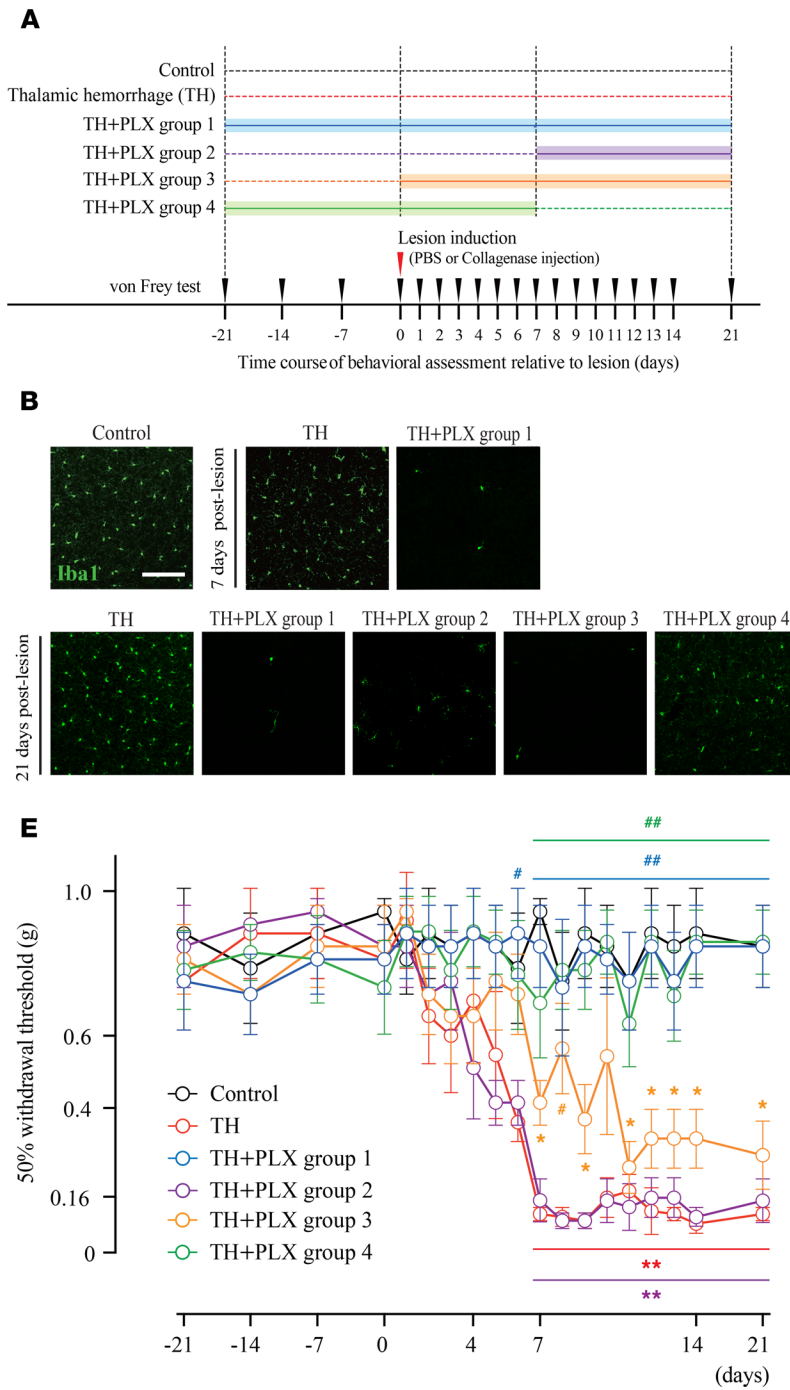 A
Control
Thalamic hemorrhage (TH)
TH+PLX group 1
TH+PLX group 2
TH+PLX group 3
TH+PLX group 4
Lesion induction
(PBS or Collagenase injection)
von Frey test
-21 -14 -7 0 1 2 3 4 5 6 7 8 9 10 11 12 13 14 21
Time course of behavioral assessment relative to lesion (days)
B
Control TH TH+PLX group 1
7 days post-lesion
Iba1
TH TH+PLX group 1 TH+PLX group 2 TH+PLX group 3 TH+PLX group 4
21 days post-lesion
E
##
# ##
50% withdrawal threshold (g)
1.0
0.6
0.4
0.16
0
Control
TH
TH+PLX group 1
TH+PLX group 2
TH+PLX group 3
TH+PLX group 4
* # * * * * * *
**
**
-21 -14 -7 0 4 7 14 21
(days)